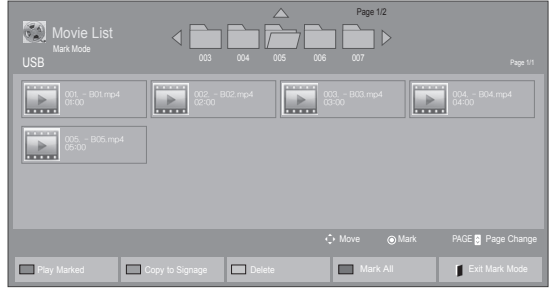 Page 1/2
Movie List
Mark Mode
USB
003 004 005 006 007
Page 1/1
001. - B01.mp4
01:00
002. - B02.mp4
02:00
003. - B03.mp4
03:00
004. - B04.mp4
04:00
005. - B05.mp4
05:00
Move Mark PAGE Page Change
Play Marked Copy to Signage Delete Mark All Exit Mark Mode